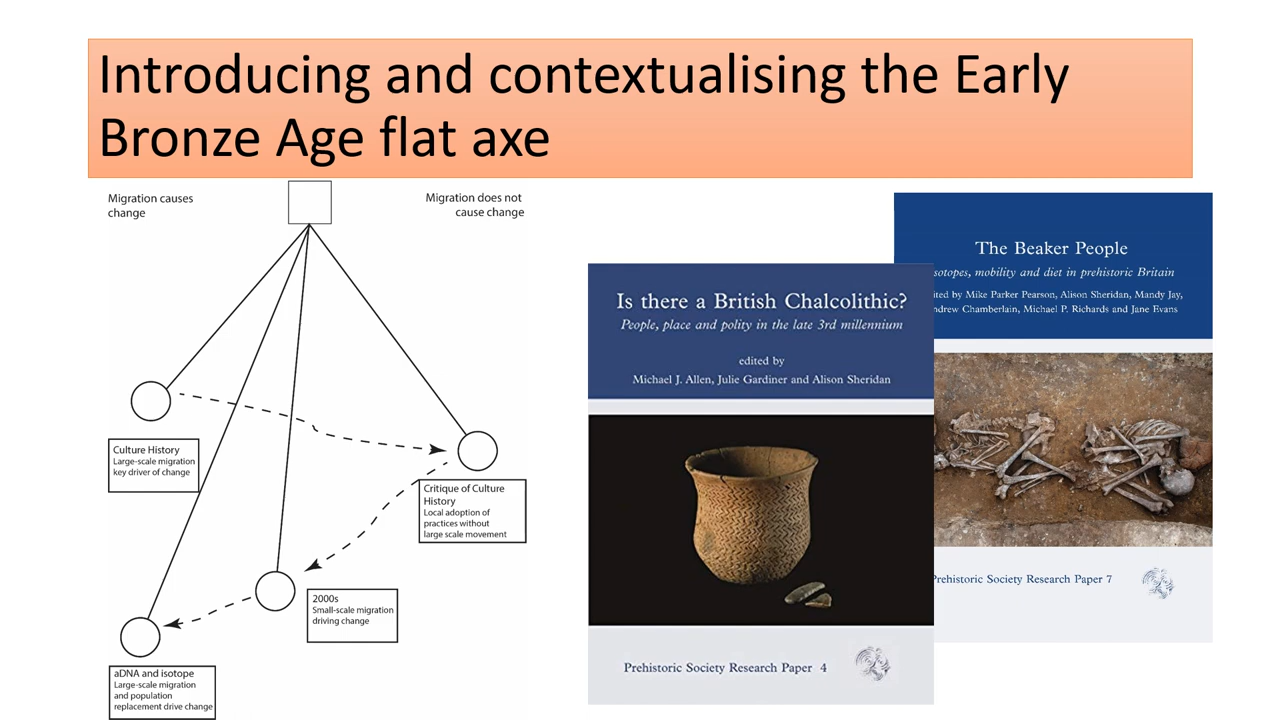 Introducing and contextualising the Early
Bronze Age flat axe
Migration causes
change
Migration does not
cause change
Culture History
Large-scale migration
key driver of change
Critique of Culture
History
Local adoption of
practices without
large scale movement
2000s
Small-scale migration
driving change
aDNA and isotope
Large-scale migration
and population
replacement drive change
Is there a British Chalcolithic?
People, place and polity in the late 3rd millennium
edited by
Michael J. Allen, Julie Gardiner and Alison Sheridan
Prehistoric Society Research Paper 4
The Beaker People
sotopes, mobility and diet in prehistoric Britain
ited by Mike Parker Pearson, Alison Sheridan, Mandy Jay,
ndrew Chamberlain, Michael P. Richards and Jane Evans
Prehistoric Society Research Paper 7